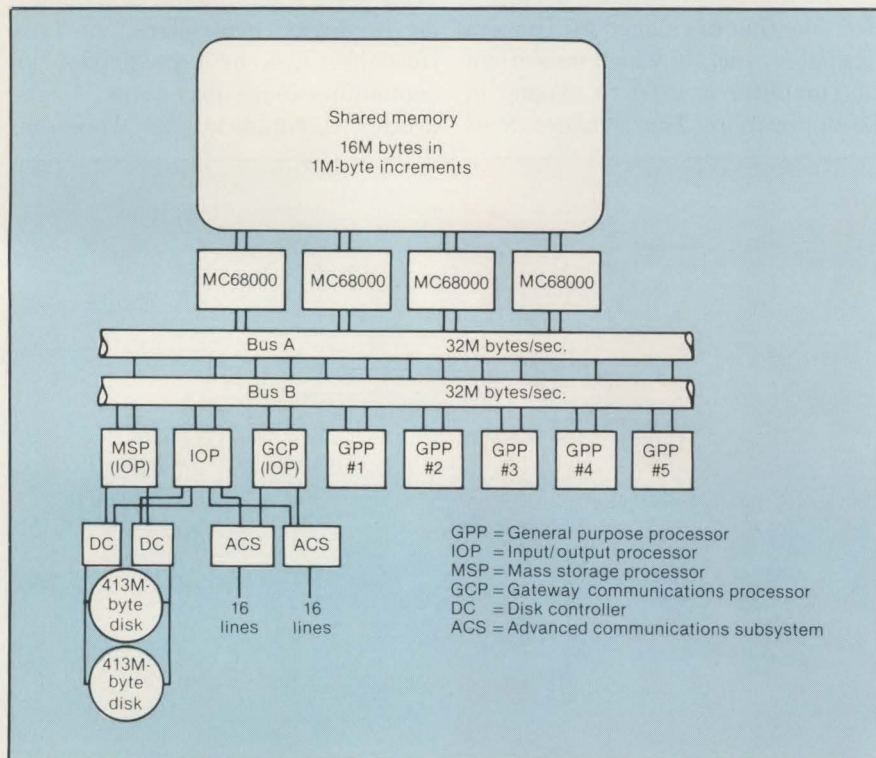 Shared memory
16M bytes in
1M-byte increments
MC68000
MC68000
MC68000
MC68000
Bus A 32M bytes/sec.
Bus B 32M bytes/sec.
MSP
(IOP)
IOP
GCP
(IOP)
GPP
#1
GPP
#2
GPP
#3
GPP
#4
GPP
#5
DC
DC
ACS
ACS
413M-
byte
disk
413M-
byte
disk
16
lines
16
lines
GPP = General purpose processor
IOP = Input/output processor
MSP = Mass storage processor
GCP = Gateway communications processor
DC = Disk controller
ACS = Advanced communications subsystem